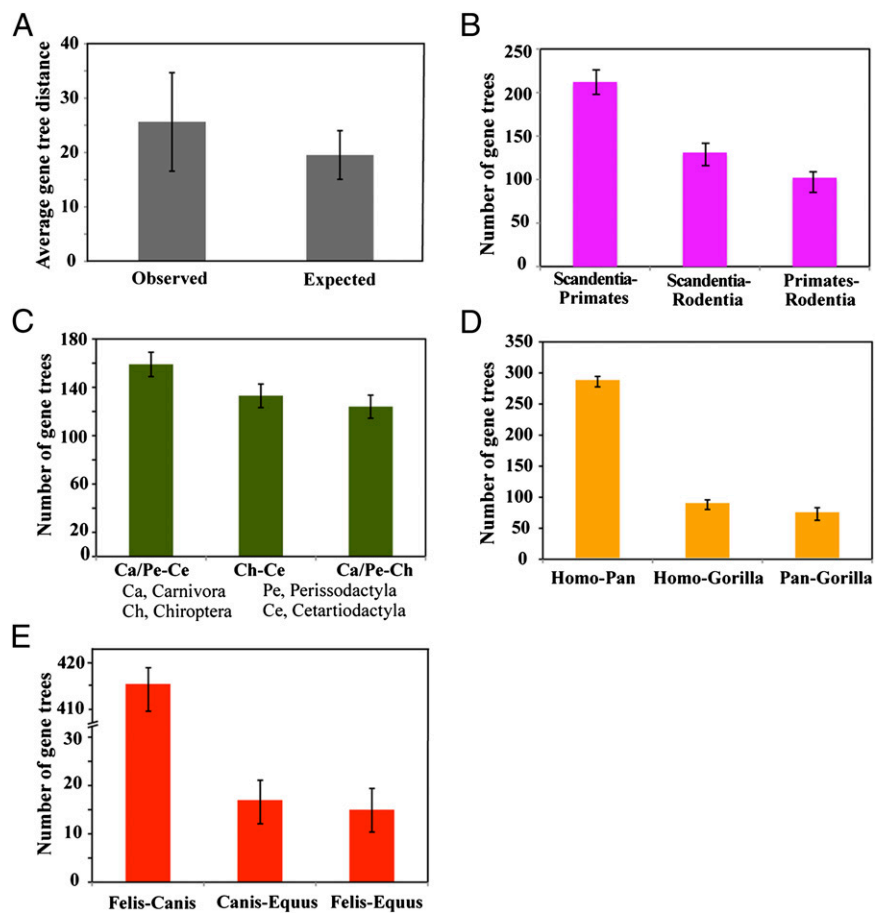 A
Average gene tree distance
40
30
20
10
0
Observed Expected
B
Number of gene trees
250
200
150
100
50
0
Scandentia- Scandentia- Primates-
Primates Rodentia Rodentia
C
Number of gene trees
180
140
100
60
20
0
Ca/Pe-Ce Ch-Ce Ca/Pe-Ch
Ca, Carnivora Pe, Perissodactyla
Ch, Chiroptera Ce, Cetartiodactyla
D
Number of gene trees
350
300
250
200
150
100
50
0
Homo-Pan Homo-Gorilla Pan-Gorilla
E
Number of gene trees
420
410
30
20
10
0
Felis-Canis Canis-Equus Felis-Equus